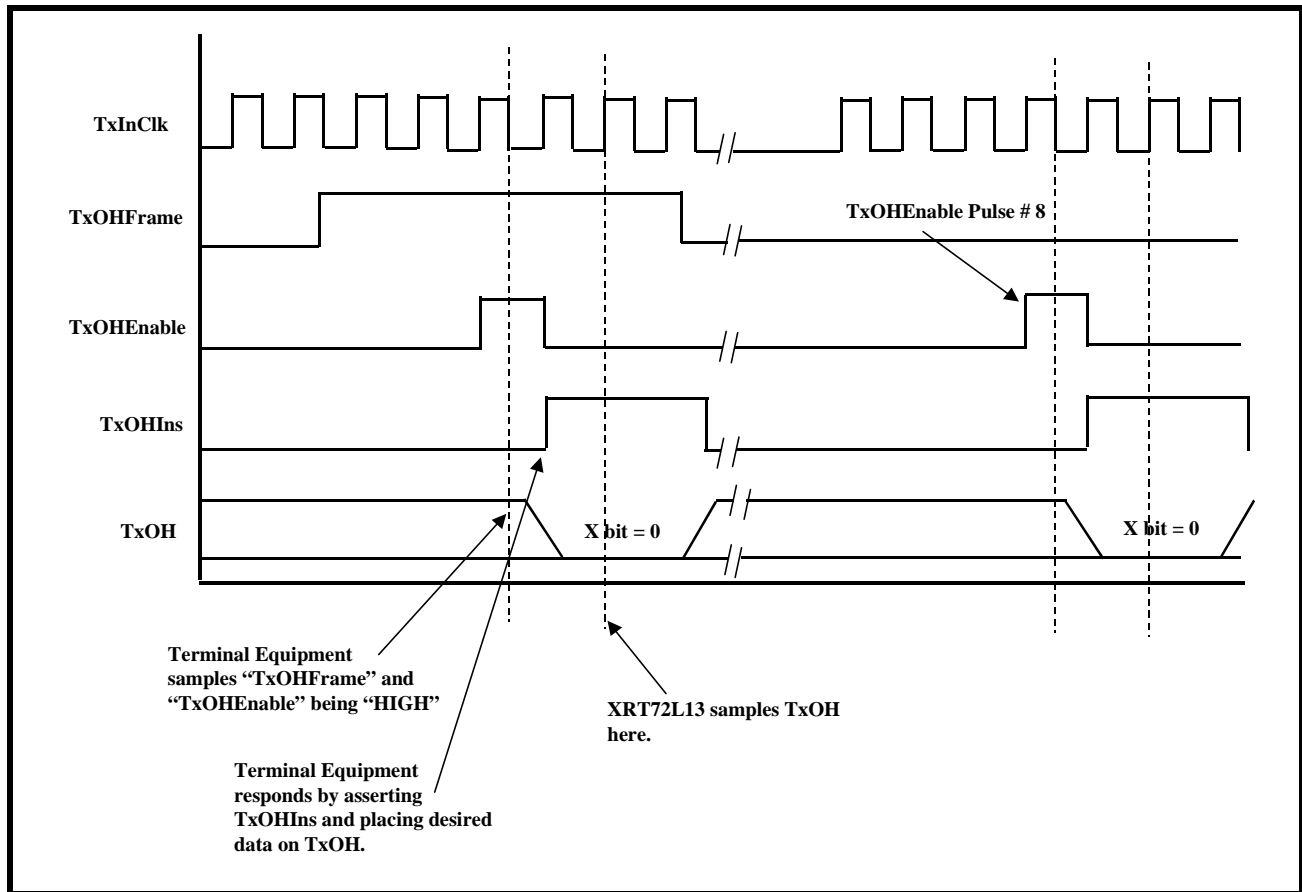 TxInClk
TxOHFrame
TxOHEnable Pulse # 8
TxOHEnable
TxOHIns
TxOH
X bit = 0
X bit = 0
Terminal Equipment
samples “TxOHFrame” and
“TxOHEnable” being “HIGH”
XRT72L13 samples TxOH
here.
Terminal Equipment
responds by asserting
TxOHIns and placing desired
data on TxOH.